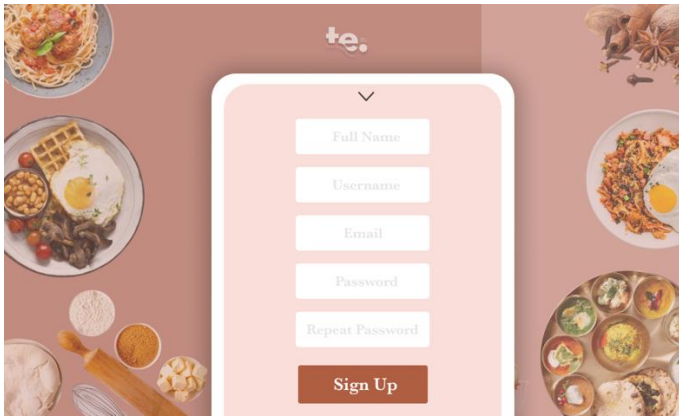 te.
Full Name
Username
Email
Password
Repeat Password
Sign Up